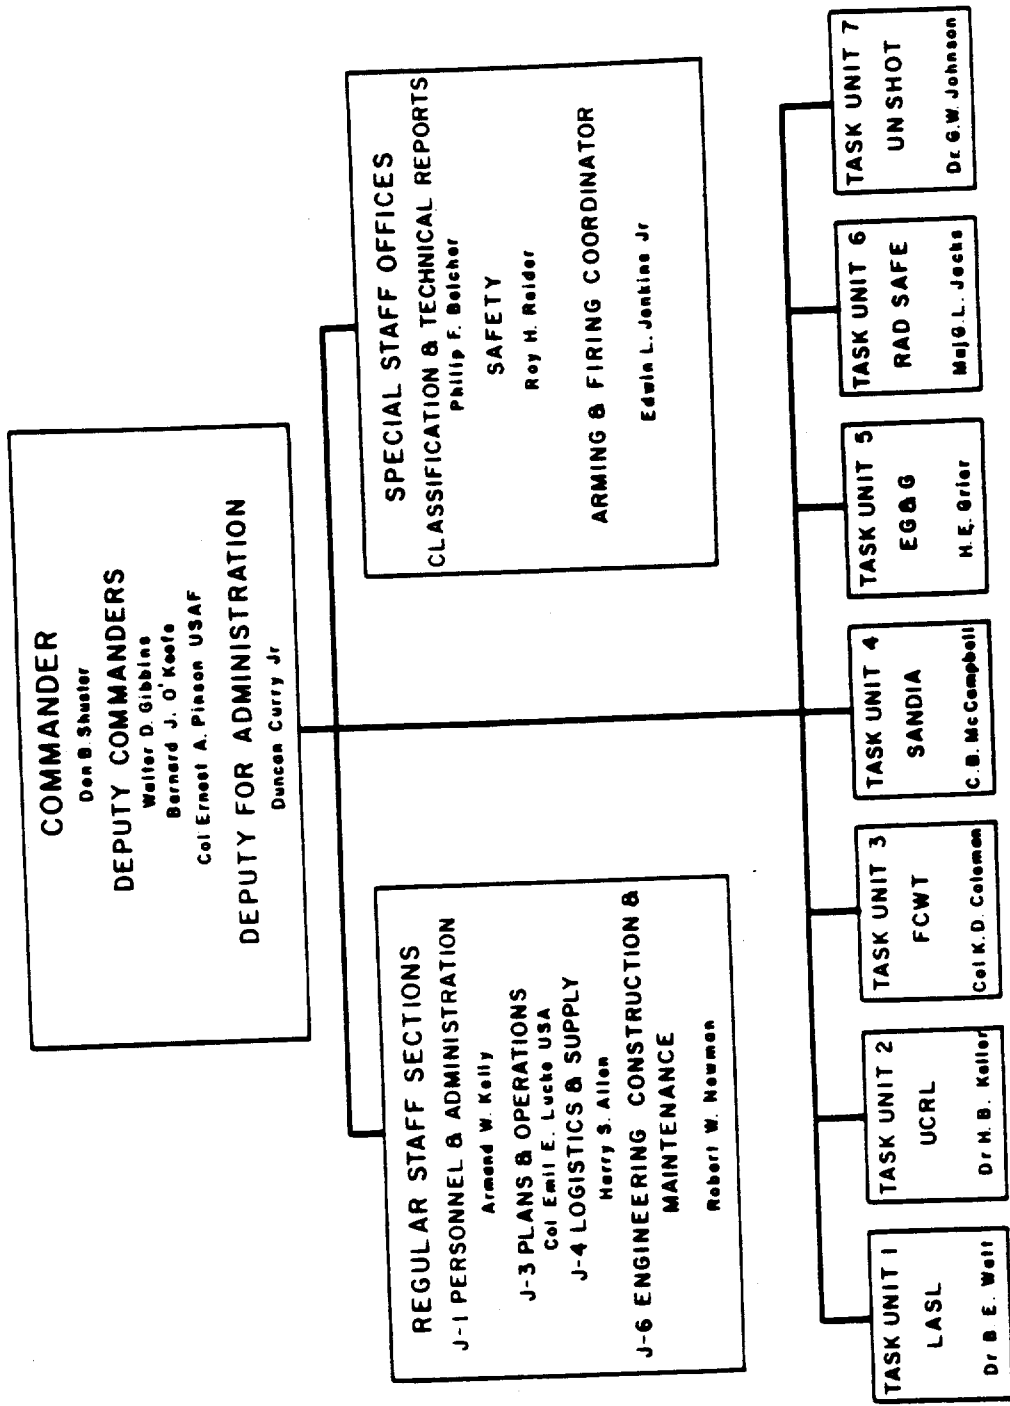 COMMANDER
Don B. Shuster
DEPUTY COMMANDERS
Walter D. Gibbins
Bernard J. O'Keefe
Col Ernest A. Pinson USAF
DEPUTY FOR ADMINISTRATION
Duncan Curry Jr
REGULAR STAFF SECTIONS
J-1 PERSONNEL & ADMINISTRATION
Armand W. Kelly
J-3 PLANS & OPERATIONS
Col Emil E. Lucke USA
J-4 LOGISTICS & SUPPLY
Harry S. Allen
J-6 ENGINEERING CONSTRUCTION &
MAINTENANCE
Robert W. Newman
SPECIAL STAFF OFFICES
CLASSIFICATION & TECHNICAL REPORTS
Philip F. Belcher
SAFETY
Roy H. Reider
ARMING & FIRING COORDINATOR
Edwin L. Jenkins Jr
TASK UNIT 1
LASL
Dr B. E. Watt
TASK UNIT 2
UCRL
Dr H. B. Keller
TASK UNIT 3
FCWT
Col K.D. Coleman
TASK UNIT 4
SANDIA
C. B. McCampbell
TASK UNIT 5
EG&G
H. E. Grier
TASK UNIT 6
RAD SAFE
Maj G. L. Jacks
TASK UNIT 7
UN SHOT
Dr. G.W. Johnson